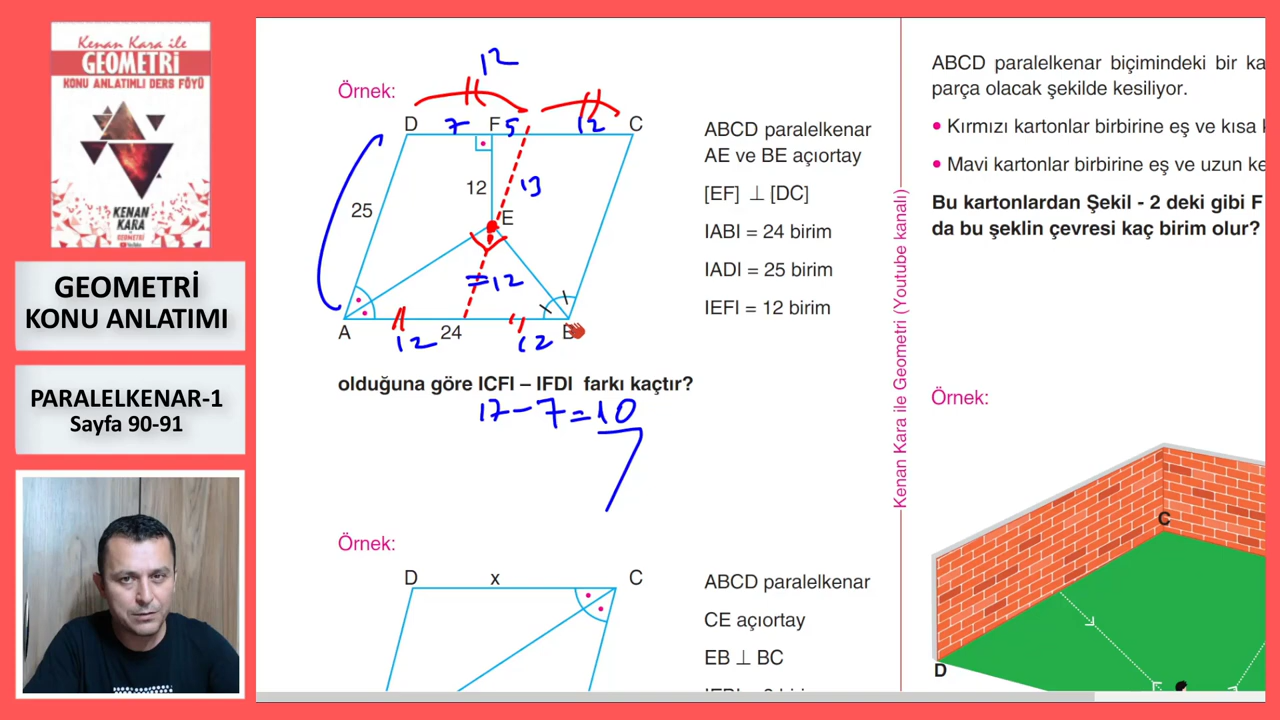 Kenan Kara ile
GEOMETRİ
KONU ANLATIMLI DERS FÖYÜ
KENAN
KARA
GEOMETRİ
GEOMETRİ
KONU ANLATIMI
PARALELKENAR-1
Sayfa 90-91
Örnek:
12
D 7 F 5 12 C
12 13
25
E
=12
A 12 24 12 B
ABCD paralelkenar
AE ve BE açıortay
[EF] ⊥ [DC]
IABI = 24 birim
IADI = 25 birim
IEFI = 12 birim
olduğuna göre ICFI – IFDI farkı kaçtır?
17-7=10
Örnek:
D x C
ABCD paralelkenar
CE açıortay
EB ⊥ BC
Kenan Kara ile Geometri (Youtube kanalı)
ABCD paralelkenar biçimindeki bir ka
parça olacak şekilde kesiliyor.
• Kırmızı kartonlar birbirine eş ve kısa k
• Mavi kartonlar birbirine eş ve uzun ke
Bu kartonlardan Şekil - 2 deki gibi F
da bu şeklin çevresi kaç birim olur?
Örnek:
C
D